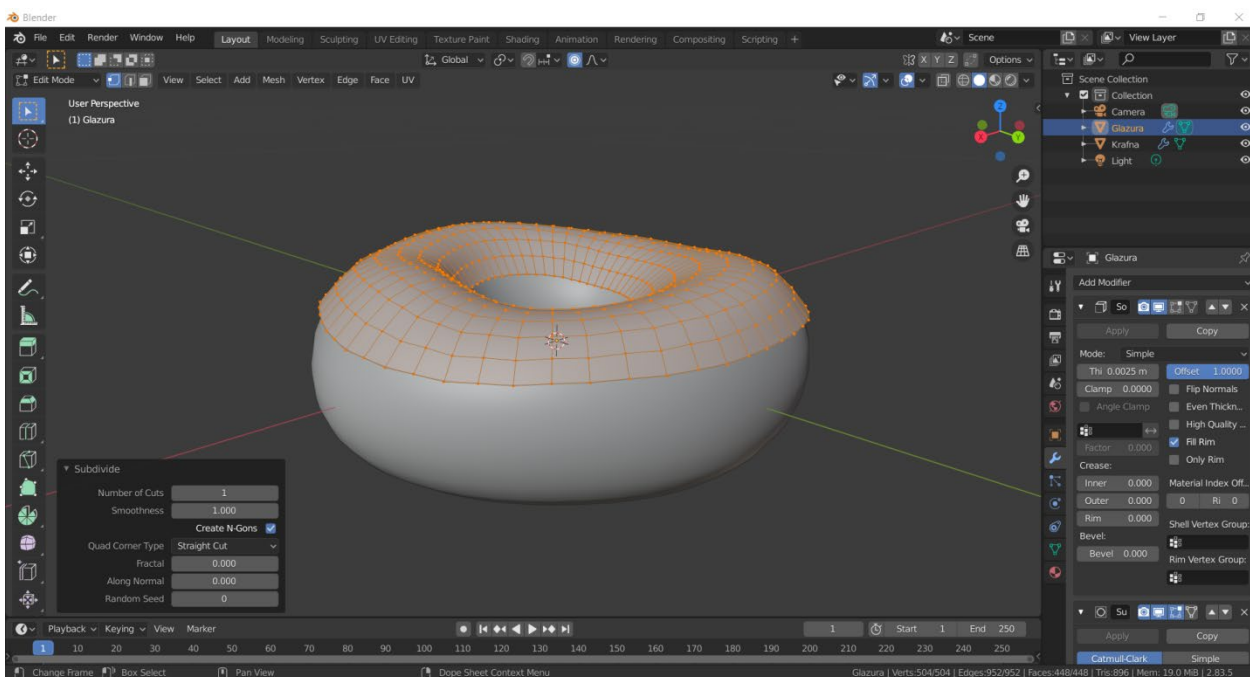 Blender
File Edit Render Window Help Layout Modeling Sculpting UV Editing Texture Paint Shading Animation Rendering Compositing Scripting + Scene View Layer
Global X Y Z Options
Edit Mode View Select Add Mesh Vertex Edge Face UV
User Perspective
(1) Glazura
Z
X
Y
Scene Collection
Collection
Camera
Glazura
Krafna
Light
Glazura
Add Modifier
So
Apply Copy
Mode: Simple
Thi 0.0025 m Offset 1.0000
Clamp 0.0000 Flip Normals
Angle Clamp Even Thickn...
High Quality ...
Factor 0.000 Fill Rim
Only Rim
Crease:
Inner 0.000 Material Index Off...
Outer 0.000 0 Ri 0
Rim 0.000 Shell Vertex Group:
Bevel:
Bevel 0.000 Rim Vertex Group:
Su
Apply Copy
Catmull-Clark Simple
Subdivide
Number of Cuts 1
Smoothness 1.000
Create N-Gons
Quad Corner Type Straight Cut
Fractal 0.000
Along Normal 0.000
Random Seed 0
Playback Keying View Marker 1 Start 1 End 250
1 10 20 30 40 50 60 70 80 90 100 110 120 130 140 150 160 170 180 190 200 210 220 230 240 250
Change Frame Box Select Pan View Dope Sheet Context Menu Glazura | Verts:504/504 | Edges:952/952 | Faces:448/448 | Tris:896 | Mem: 19.0 MiB | 2.83.5